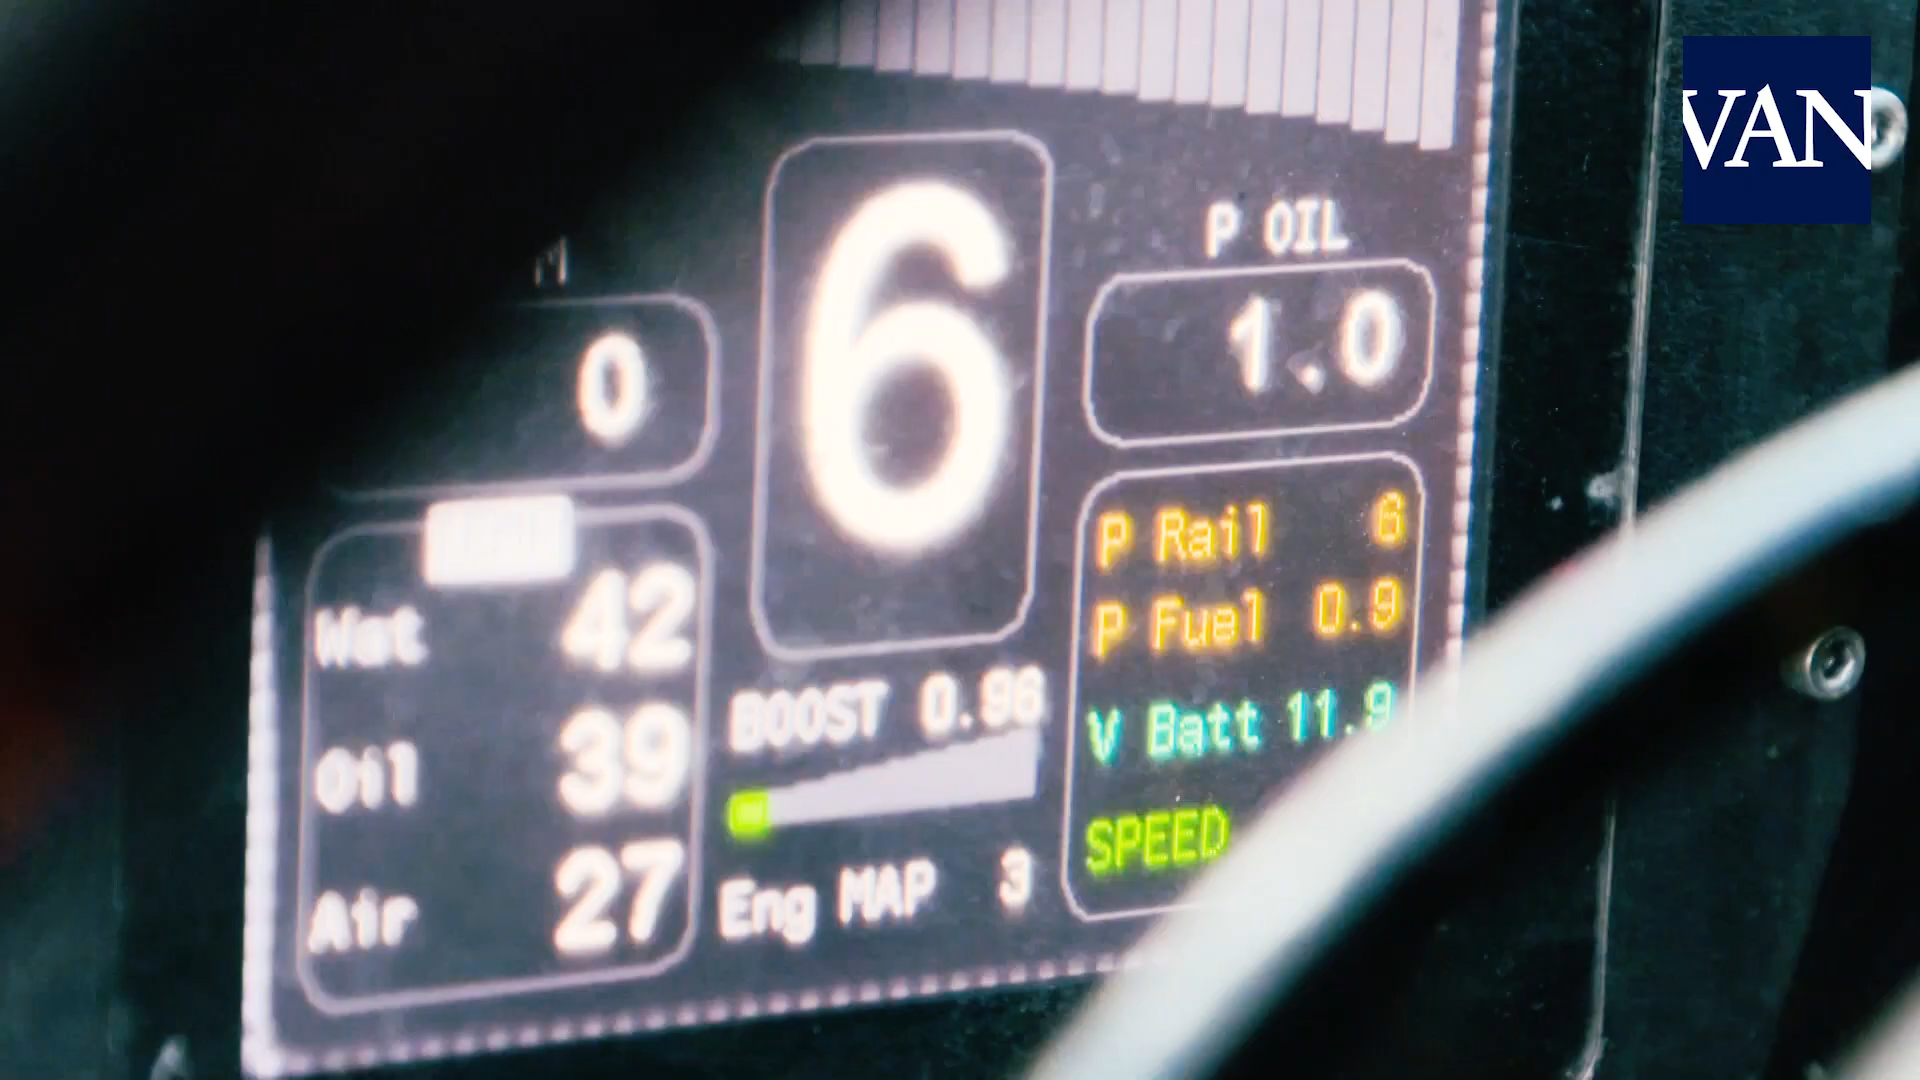 VAN
M
0
6
P OIL
1.0
Wat 42
Oil 39
Air 27
BOOST 0.96
Eng MAP 3
P Rail 6
P Fuel 0.9
V Batt 11.9
SPEED